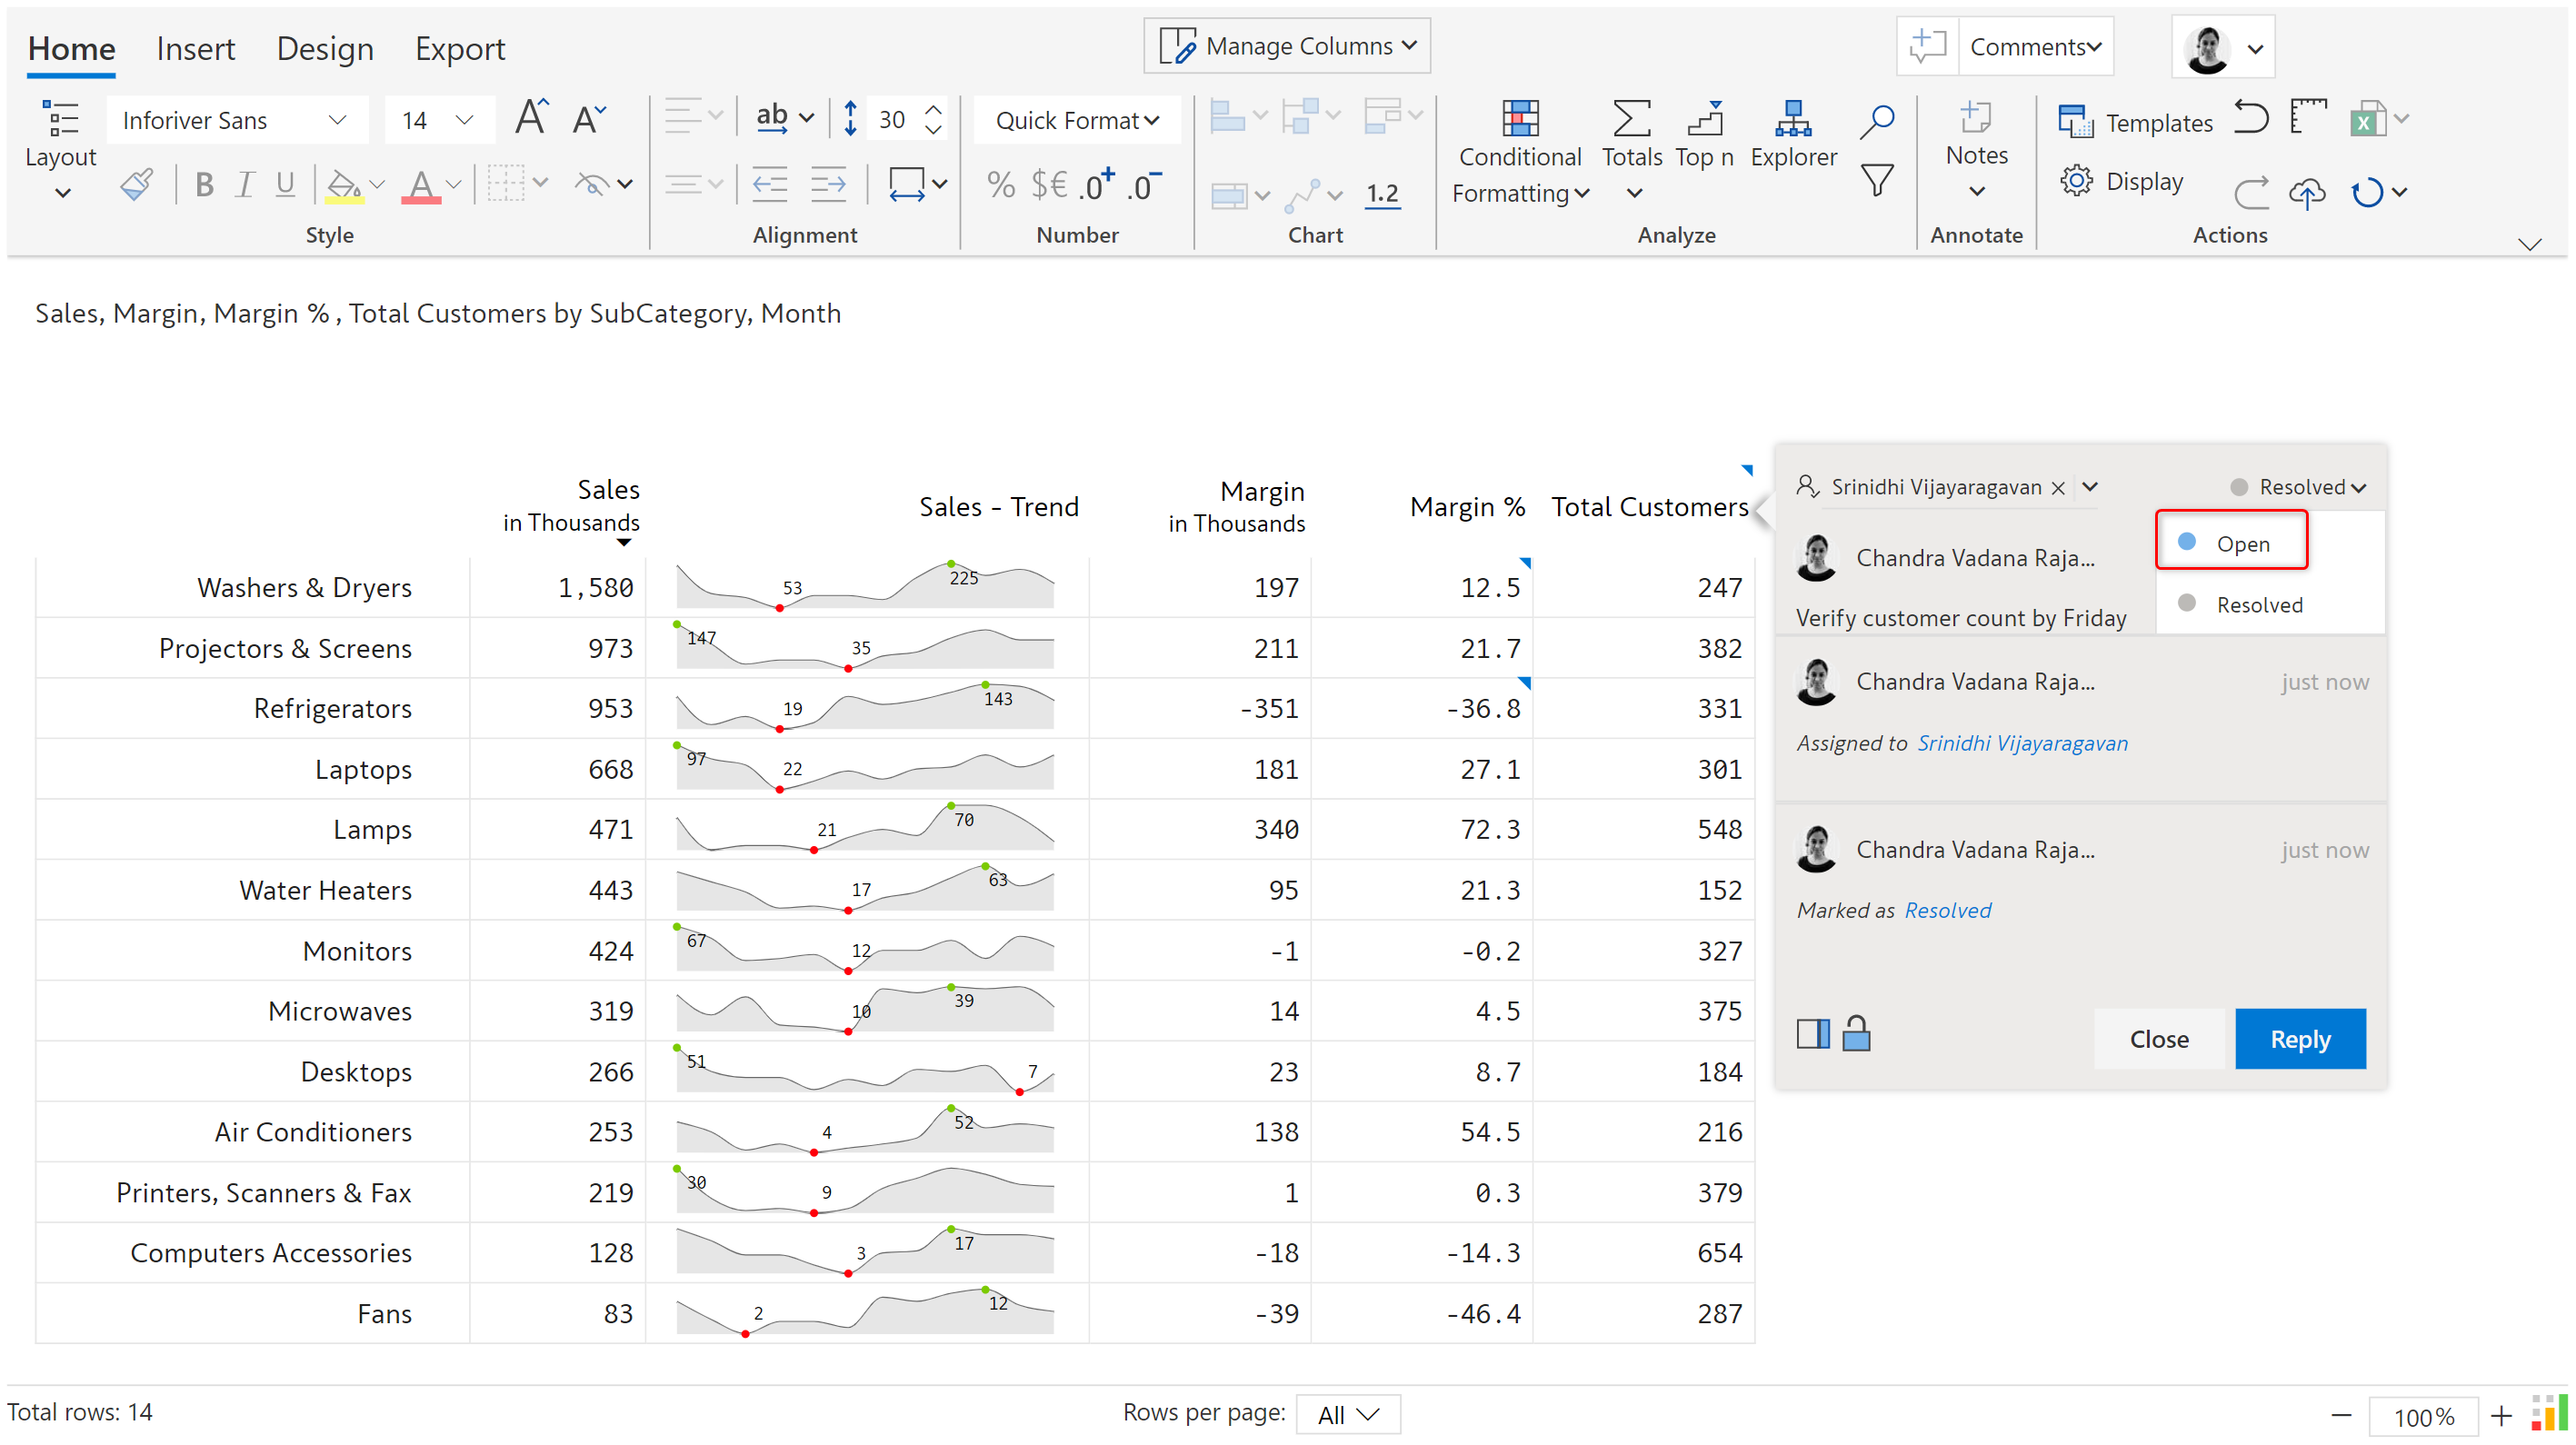 Home Insert Design Export Manage Columns Comments
Inforiver Sans 14 A A ab 30 Quick Format Templates
Layout Conditional Formatting Totals Top n Explorer Notes
B I U A % $€ .0+ .0- 1.2 Display
Style Alignment Number Chart Analyze Annotate Actions
Sales, Margin, Margin % , Total Customers by SubCategory, Month
Sales in Thousands Sales - Trend Margin in Thousands Margin % Total Customers
Washers & Dryers 1,580 53 225 197 12.5 247
Projectors & Screens 973 147 35 211 21.7 382
Refrigerators 953 19 143 -351 -36.8 331
Laptops 668 97 22 181 27.1 301
Lamps 471 21 70 340 72.3 548
Water Heaters 443 17 63 95 21.3 152
Monitors 424 67 12 -1 -0.2 327
Microwaves 319 10 39 14 4.5 375
Desktops 266 51 7 23 8.7 184
Air Conditioners 253 4 52 138 54.5 216
Printers, Scanners & Fax 219 30 9 1 0.3 379
Computers Accessories 128 3 17 -18 -14.3 654
Fans 83 2 12 -39 -46.4 287
Srinidhi Vijayaragavan Resolved
Open
Resolved
Chandra Vadana Raja...
Verify customer count by Friday
Chandra Vadana Raja... just now
Assigned to Srinidhi Vijayaragavan
Chandra Vadana Raja... just now
Marked as Resolved
Close Reply
Total rows: 14 Rows per page: All 100%